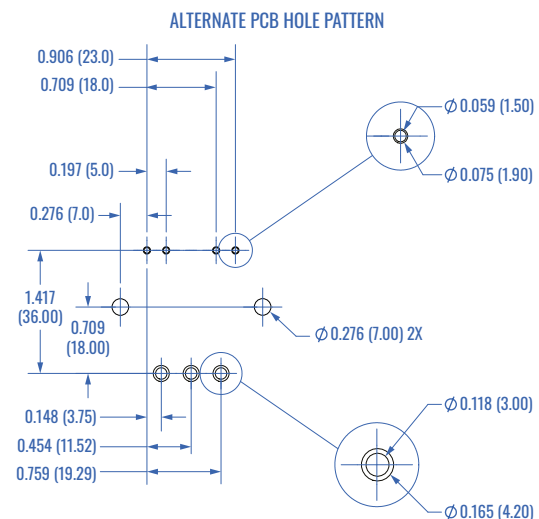 ALTERNATE PCB HOLE PATTERN
0.906 (23.0)
0.709 (18.0)
∅ 0.059 (1.50)
0.197 (5.0)
∅ 0.075 (1.90)
0.276 (7.0)
1.417
(36.00)
0.709
(18.00)
∅ 0.276 (7.00) 2X
0.148 (3.75)
∅ 0.118 (3.00)
0.454 (11.52)
0.759 (19.29)
∅ 0.165 (4.20)